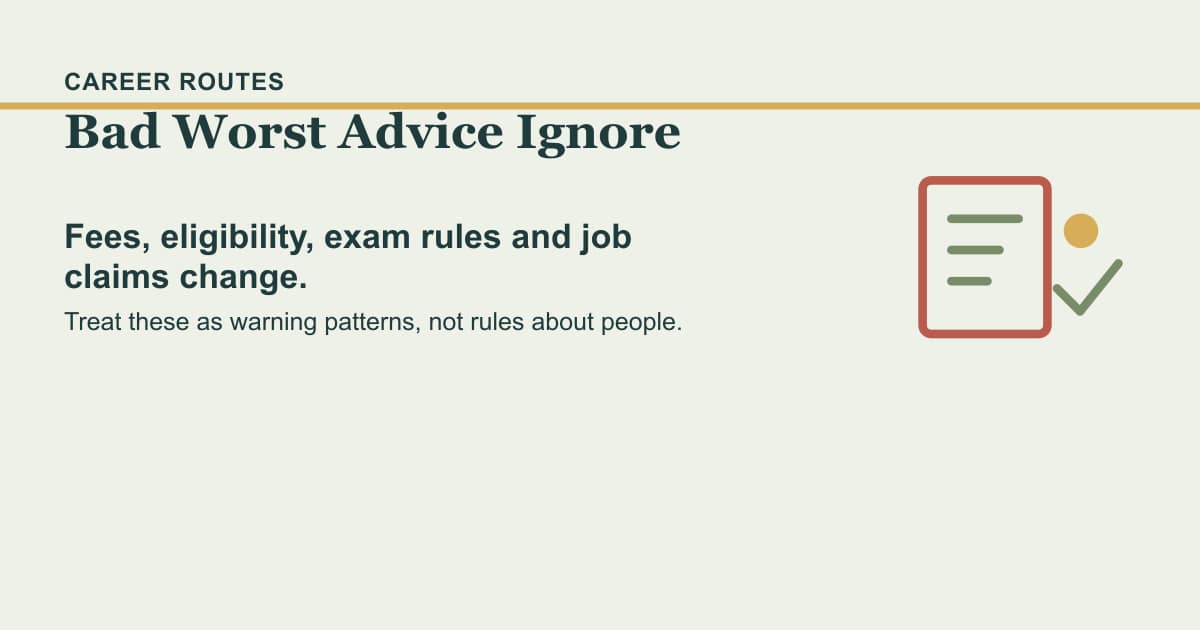 CAREER ROUTES
Bad Worst Advice Ignore
Fees, eligibility, exam rules and job
claims change.
Treat these as warning patterns, not rules about people.